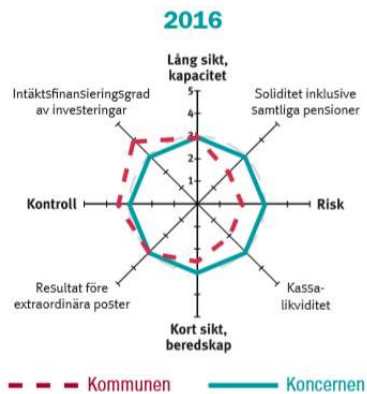 2016
Lång sikt,
kapacitet
Intäktsfinansieringsgrad
av investeringar
Soliditet inklusive
samtliga pensioner
5
4
3
2
1
Kontroll
Risk
Resultat före
extraordinära poster
Kassa-
likviditet
Kort sikt,
beredskap
Kommunen
Koncernen